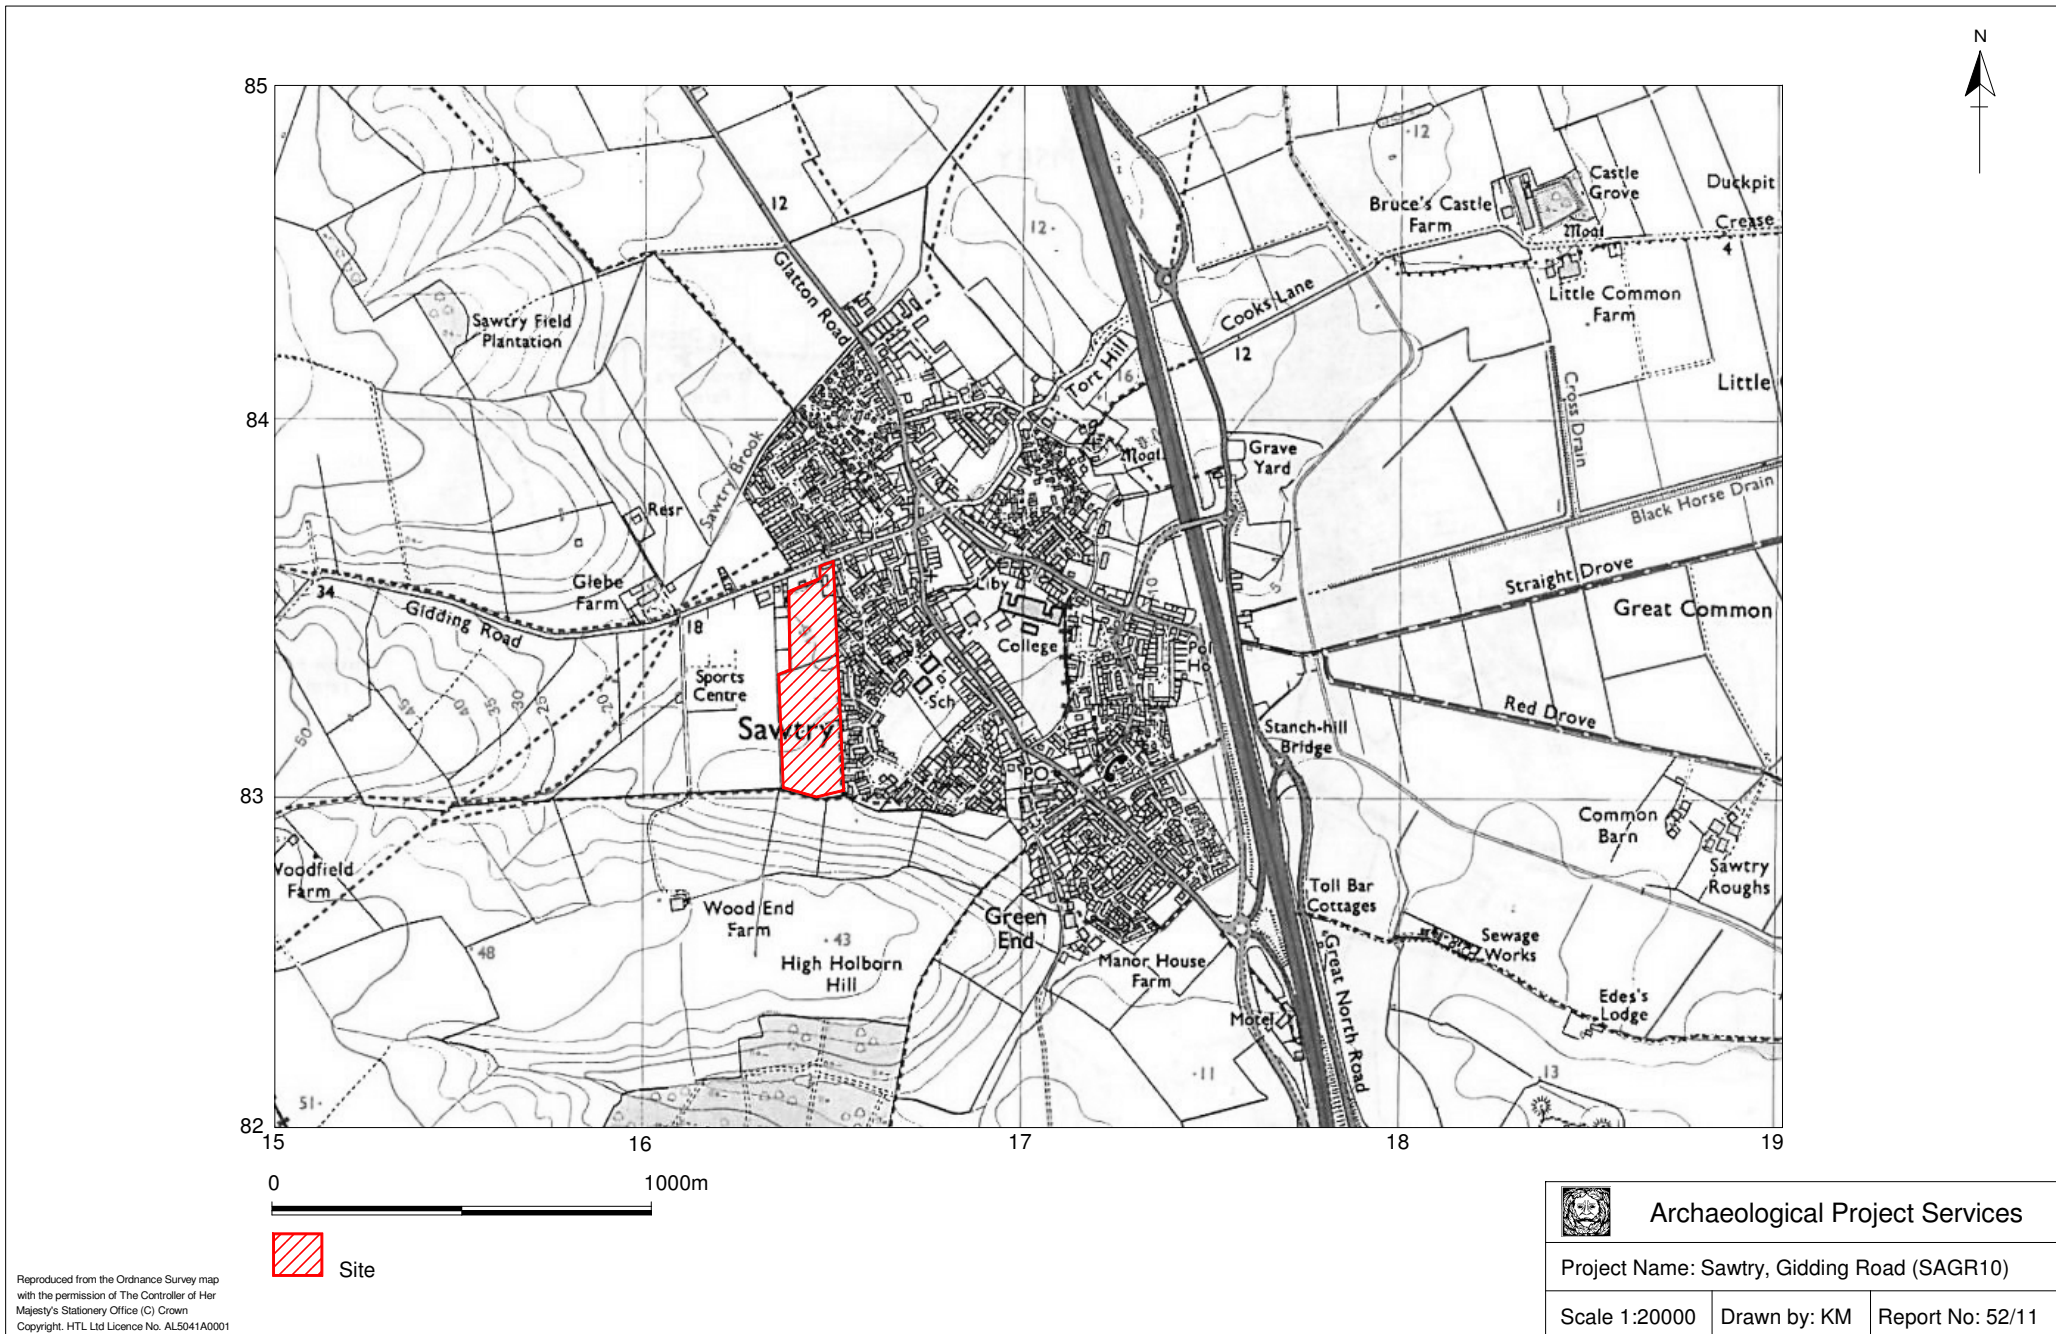 N
85
12
12
Castle
Grove
Duckpit
Bruce's Castle
Farm
Moat
Crease
4
12
Glatton Road
Cooks Lane
Little Common
Farm
Sawtry Field
Plantation
12
Tort Hill
16
Little
Cross Drain
84
Sawtry Brook
Moat
Grave
Yard
Resr
Black Horse Drain
Glebe
Farm
34
Gidding Road
18
Liby
10
5
Straight Drove
Great Common
College
Pol
Ho
Sports
Centre
Sch
50
45
40
35
30
25
20
Sawtry
Red Drove
Stanch-hill
Bridge
PO
83
Common
Barn
Woodfield
Farm
Sawtry
Roughs
Toll Bar
Cottages
Wood End
Farm
Green
End
48
43
High Holborn
Hill
Manor House
Farm
Great North Road
Sewage
Works
Edes's
Lodge
Motel
11
13
51
82
15
16
17
18
19
0
1000m
Site
Archaeological Project Services
Project Name: Sawtry, Gidding Road (SAGR10)
Scale 1:20000
Drawn by: KM
Report No: 52/11
Reproduced from the Ordnance Survey map
with the permission of The Controller of Her
Majesty's Stationery Office (C) Crown
Copyright. HTL Ltd Licence No. AL5041A0001